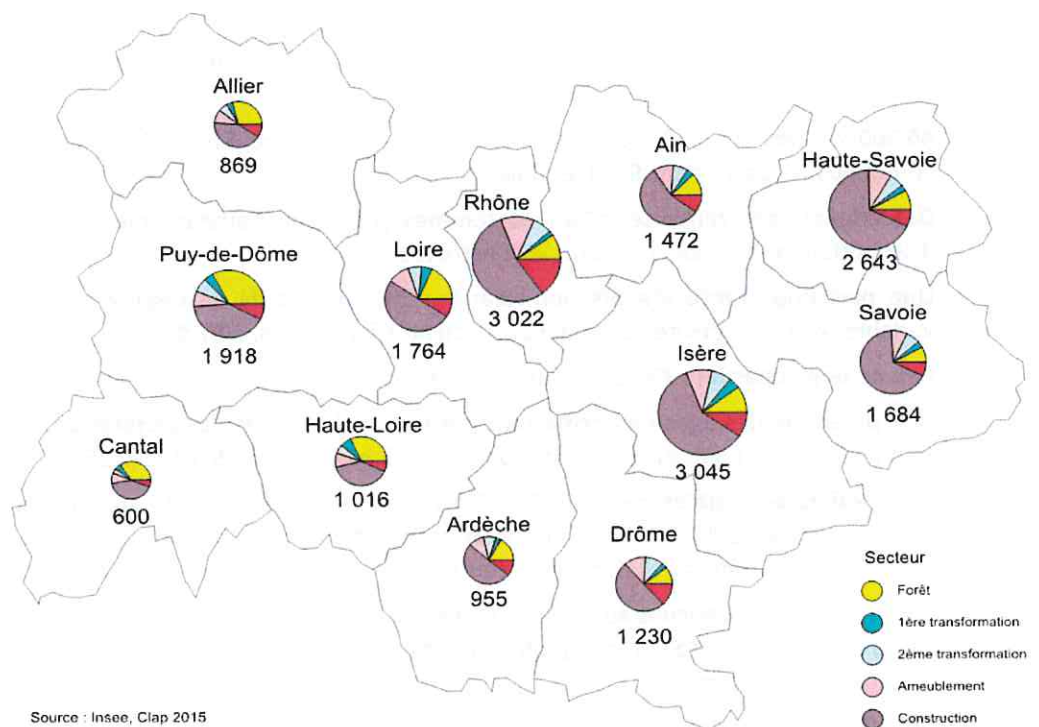 Allier
869
Ain
1 472
Haute-Savoie
2 643
Rhône
3 022
Puy-de-Dôme
1 918
Loire
1 764
Savoie
1 684
Isère
3 045
Haute-Loire
1 016
Cantal
600
Ardèche
955
Drôme
1 230
Secteur
Forêt
1ère transformation
2ème transformation
Ameublement
Construction
Source : Insee, Clap 2015